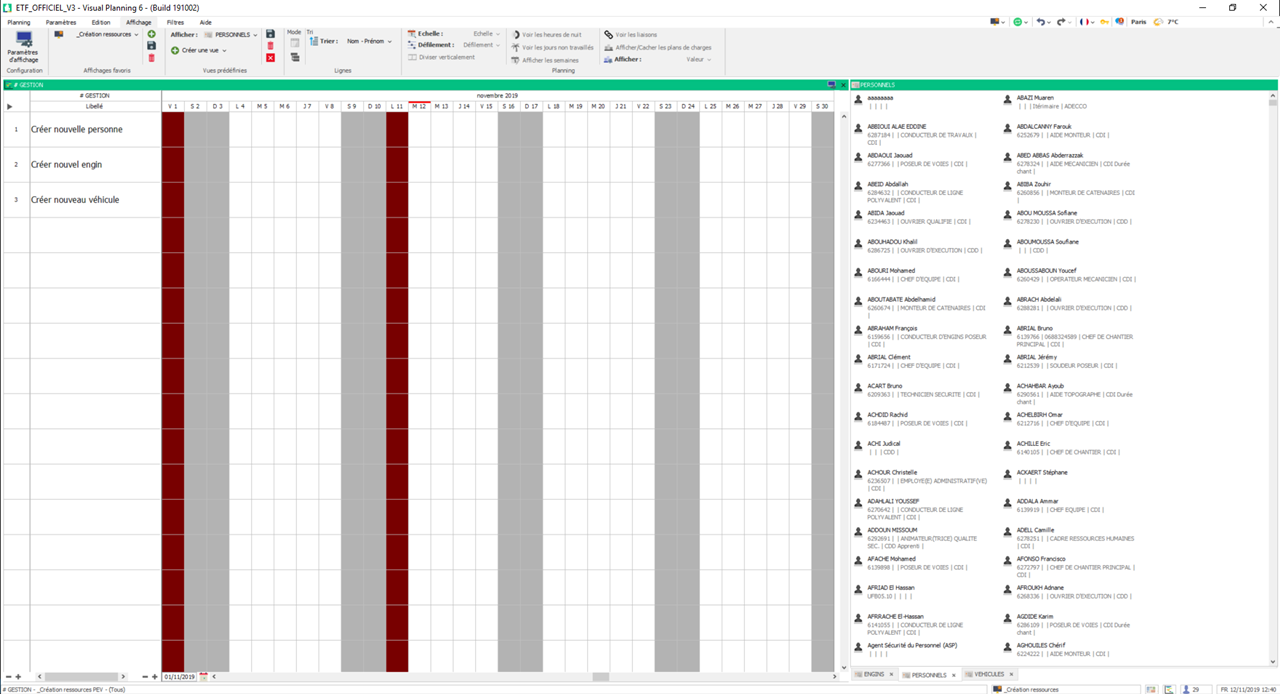 ETF_OFFICIEL_V3 - Visual Planning 6 - (Build 191002)
Planning Paramètres Edition Affichage Filtres Aide
Paris 7°C
Paramètres d'affichage
Configuration
_Création ressources
Affichages favoris
Afficher : PERSONNELS
Créer une vue
Vues prédéfinies
Mode Tri
Trier : Nom - Prénom
Lignes
Echelle : Echelle
Défilement : Défilement
Diviser verticalement
Voir les heures de nuit
Voir les jours non travaillés
Afficher les semaines
Voir les liaisons
Afficher/Cacher les plans de charges
Afficher : Valeur
Planning
# GESTION
# GESTION novembre 2019
Libellé V 1 S 2 D 3 L 4 M 5 M 6 J 7 V 8 S 9 D 10 L 11 M 12 M 13 J 14 V 15 S 16 D 17 L 18 M 19 M 20 J 21 V 22 S 23 D 24 L 25 M 26 M 27 J 28 V 29 S 30
1 Créer nouvelle personne
2 Créer nouvel engin
3 Créer nouveau véhicule
01/11/2019
PERSONNELS
aaaaaaaa
| | | |
ABAZI Muaren
| | |Itérimaire | ADECCO
ABBIOUI ALAE EDDINE
6287184 | | CONDUCTEUR DE TRAVAUX |
CDI |
ABDALCANNY Farouk
6252679 | | AIDE MONTEUR | CDI |
ABDAOUI Jaouad
6277366 | | POSEUR DE VOIES | CDI |
ABED ABBAS Abderrazzak
6278324 | | AIDE MECANICIEN | CDI Durée
chant |
ABEID Abdallah
6284632 | | CONDUCTEUR DE LIGNE
POLYVALENT | CDI |
ABIBA Zouhir
6260856 | | MONTEUR DE CATENAIRES | CDI
|
ABIDA Jaouad
6234463 | | OUVRIER QUALIFIE | CDI |
ABOU MOUSSA Sofiane
6278230 | | OUVRIER D'EXECUTION | CDD |
ABOUHADOU Khalil
6286725 | | OUVRIER D'EXECUTION | CDD |
ABOUMOUSSA Soufiane
| | | CDD |
ABOURI Mohamed
6166444 | | CHEF D'EQUIPE | CDI |
ABOUSSABOUN Youcef
6260429 | | OPERATEUR MECANICIEN | CDI |
ABOUTABATE Abdelhamid
6260674 | | MONTEUR DE CATENAIRES | CDI
|
ABRACH Abdelali
6288281 | | OUVRIER D'EXECUTION | CDD |
ABRAHAM François
6159656 | | CONDUCTEUR D'ENGINS POSEUR
| CDI |
ABRIAL Bruno
6139766 | 0688324589 | CHEF DE CHANTIER
PRINCIPAL | CDI |
ABRIAL Clément
6171724 | | CHEF D'EQUIPE | CDI |
ABRIAL Jérémy
6212539 | | SOUDEUR POSEUR | CDI |
ACART Bruno
6209363 | | TECHNICIEN SECURITE | CDI |
ACHAHBAR Ayoub
6290561 | | AIDE TOPOGRAPHE | CDI Durée
chant |
ACHDID Rachid
6184487 | | POSEUR DE VOIES | CDI |
ACHELBIRH Omar
6212716 | | CHEF D'EQUIPE | CDI |
ACHI Judical
| | | CDD |
ACHILLE Eric
6140105 | | CHEF DE CHANTIER | CDI |
ACHOUR Christelle
6236507 | | EMPLOYE(E) ADMINISTRATIF(VE)
| CDI |
ACKAERT Stéphane
| | | |
ADAHLALI YOUSSEF
6270642 | | CONDUCTEUR DE LIGNE
POLYVALENT | CDI |
ADDALA Ammar
6139919 | | CHEF EQUIPE | CDI |
ADDOUN MISSOUM
6292691 | | ANIMATEUR(TRICE) QUALITE
SEC. | CDD Apprenti |
ADELL Camille
6278251 | | CADRE RESSOURCES HUMAINES
| CDI |
AFACHE Mohamed
6139898 | | POSEUR DE VOIES | CDI |
AFONSO Francisco
6272797 | | CHEF DE CHANTIER PRINCIPAL |
CDI |
AFRIAD El Hassan
UFB05.10 | | | |
AFROUKH Adnane
6268336 | | OUVRIER D'EXECUTION | CDD |
AFRRACHE El-Hassan
6141055 | | CONDUCTEUR DE LIGNE
POLYVALENT | CDI |
AGDIDE Karim
6286109 | | POSEUR DE VOIES | CDI Durée
chant |
Agent Sécurité du Personnel (ASP)
| | | |
AGHOUILES Chérif
6224222 | | AIDE MONTEUR | CDI |
ENGINS PERSONNELS VEHICULES
# GESTION - _Création ressources PEV - (Tous) _Création ressources 29 FR 12/11/2019 12:40